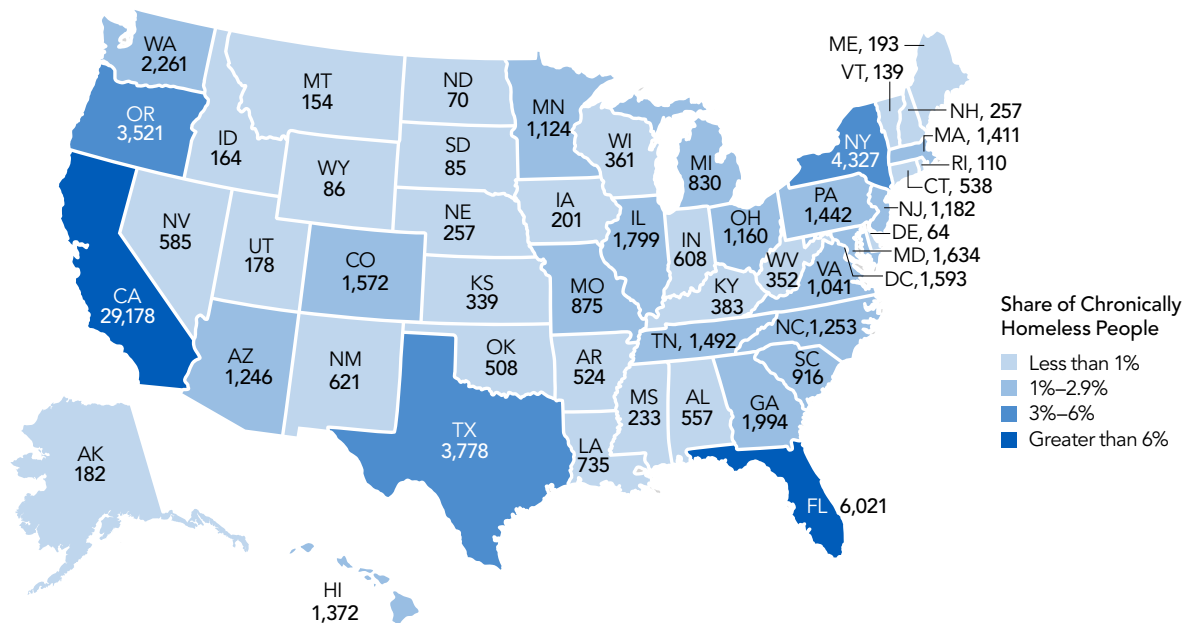 WA
2,261
OR
3,521
CA
29,178
NV
585
ID
164
MT
154
WY
86
UT
178
CO
1,572
AZ
1,246
NM
621
ND
70
SD
85
NE
257
KS
339
OK
508
TX
3,778
MN
1,124
IA
201
MO
875
AR
524
LA
735
WI
361
IL
1,799
MI
830
IN
608
OH
1,160
KY
383
TN, 1,492
MS
233
AL
557
GA
1,994
FL 6,021
SC
916
NC,1,253
VA
1,041
WV
352
PA
1,442
NY
4,327
ME, 193
VT, 139
NH, 257
MA, 1,411
RI, 110
CT, 538
NJ, 1,182
DE, 64
MD, 1,634
DC, 1,593
AK
182
HI
1,372
Share of Chronically
Homeless People
Less than 1%
1%–2.9%
3%–6%
Greater than 6%